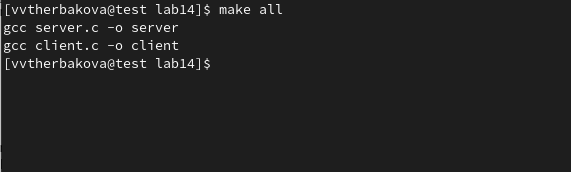 [vvtherbakova@test lab14]$ make all
gcc server.c -o server
gcc client.c -o client
[vvtherbakova@test lab14]$